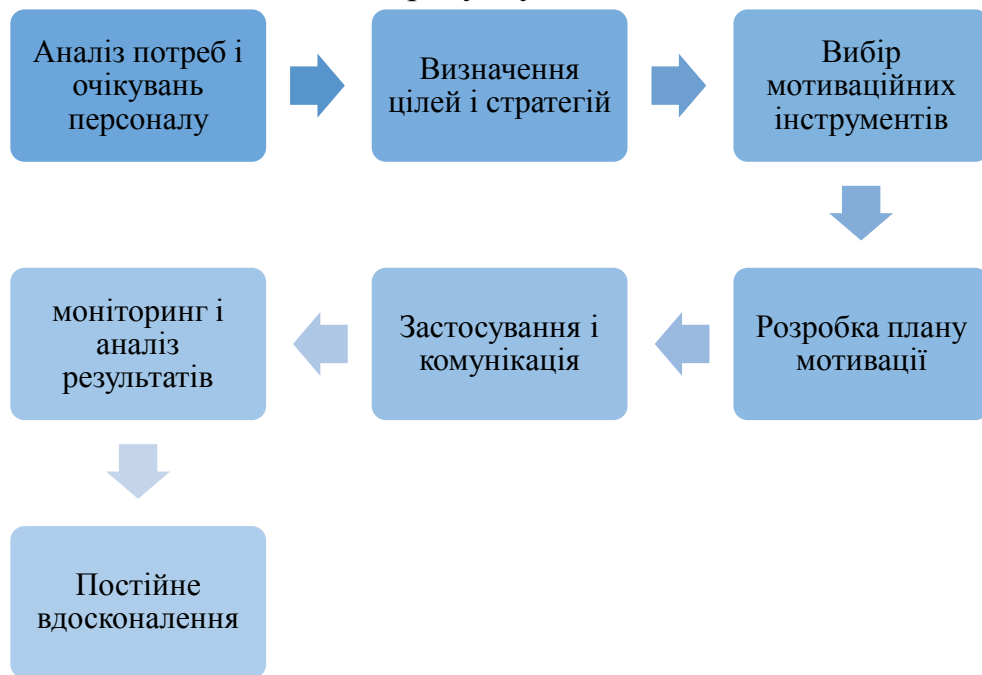 Аналіз потреб і
очікувань
персоналу
Визначення
цілей і стратегій
Вибір
мотиваційних
інструментів
Розробка плану
мотивації
Застосування і
комунікація
моніторинг і
аналіз
результатів
Постійне
вдосконалення